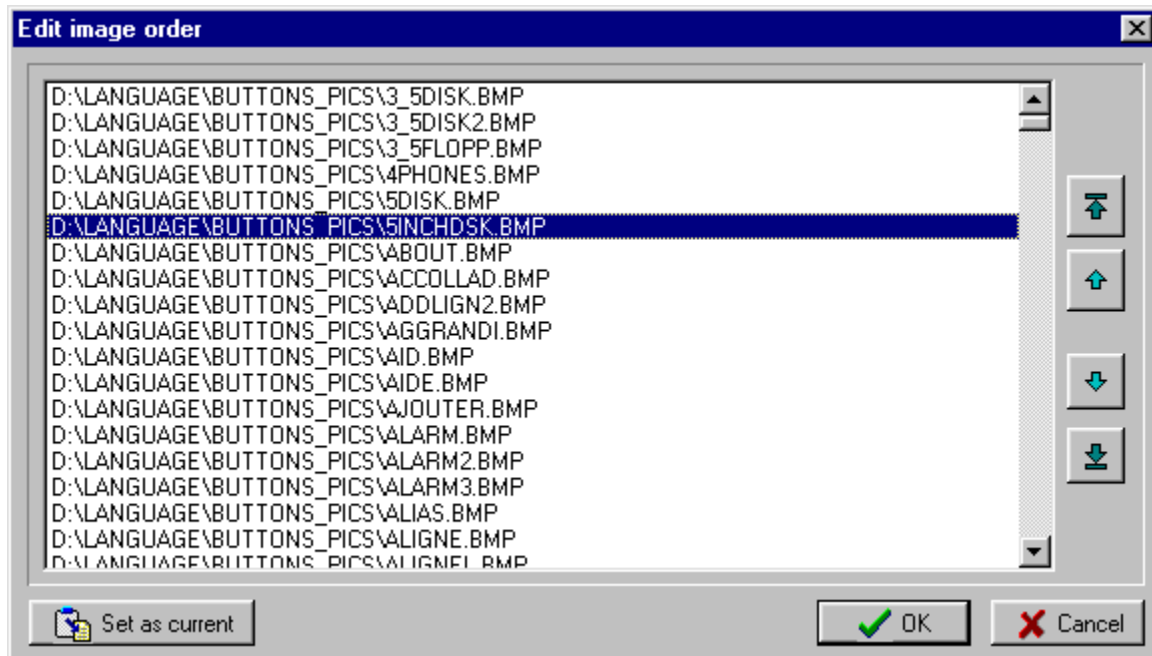 Edit image order
D:\LANGUAGE\BUTTONS_PICS\3_5DISK.BMP
D:\LANGUAGE\BUTTONS_PICS\3_5DISK2.BMP
D:\LANGUAGE\BUTTONS_PICS\3_5FLOPP.BMP
D:\LANGUAGE\BUTTONS_PICS\4PHONES.BMP
D:\LANGUAGE\BUTTONS_PICS\5DISK.BMP
D:\LANGUAGE\BUTTONS_PICS\5INCHDSK.BMP
D:\LANGUAGE\BUTTONS_PICS\ABOUT.BMP
D:\LANGUAGE\BUTTONS_PICS\ACCOLLAD.BMP
D:\LANGUAGE\BUTTONS_PICS\ADDLIGN2.BMP
D:\LANGUAGE\BUTTONS_PICS\AGGRANDI.BMP
D:\LANGUAGE\BUTTONS_PICS\AID.BMP
D:\LANGUAGE\BUTTONS_PICS\AIDE.BMP
D:\LANGUAGE\BUTTONS_PICS\AJOUTER.BMP
D:\LANGUAGE\BUTTONS_PICS\ALARM.BMP
D:\LANGUAGE\BUTTONS_PICS\ALARM2.BMP
D:\LANGUAGE\BUTTONS_PICS\ALARM3.BMP
D:\LANGUAGE\BUTTONS_PICS\ALIAS.BMP
D:\LANGUAGE\BUTTONS_PICS\ALIGNE.BMP
D:\LANGUAGE\BUTTONS_PICS\ALIGNEL.BMP
Set as current
OK
Cancel